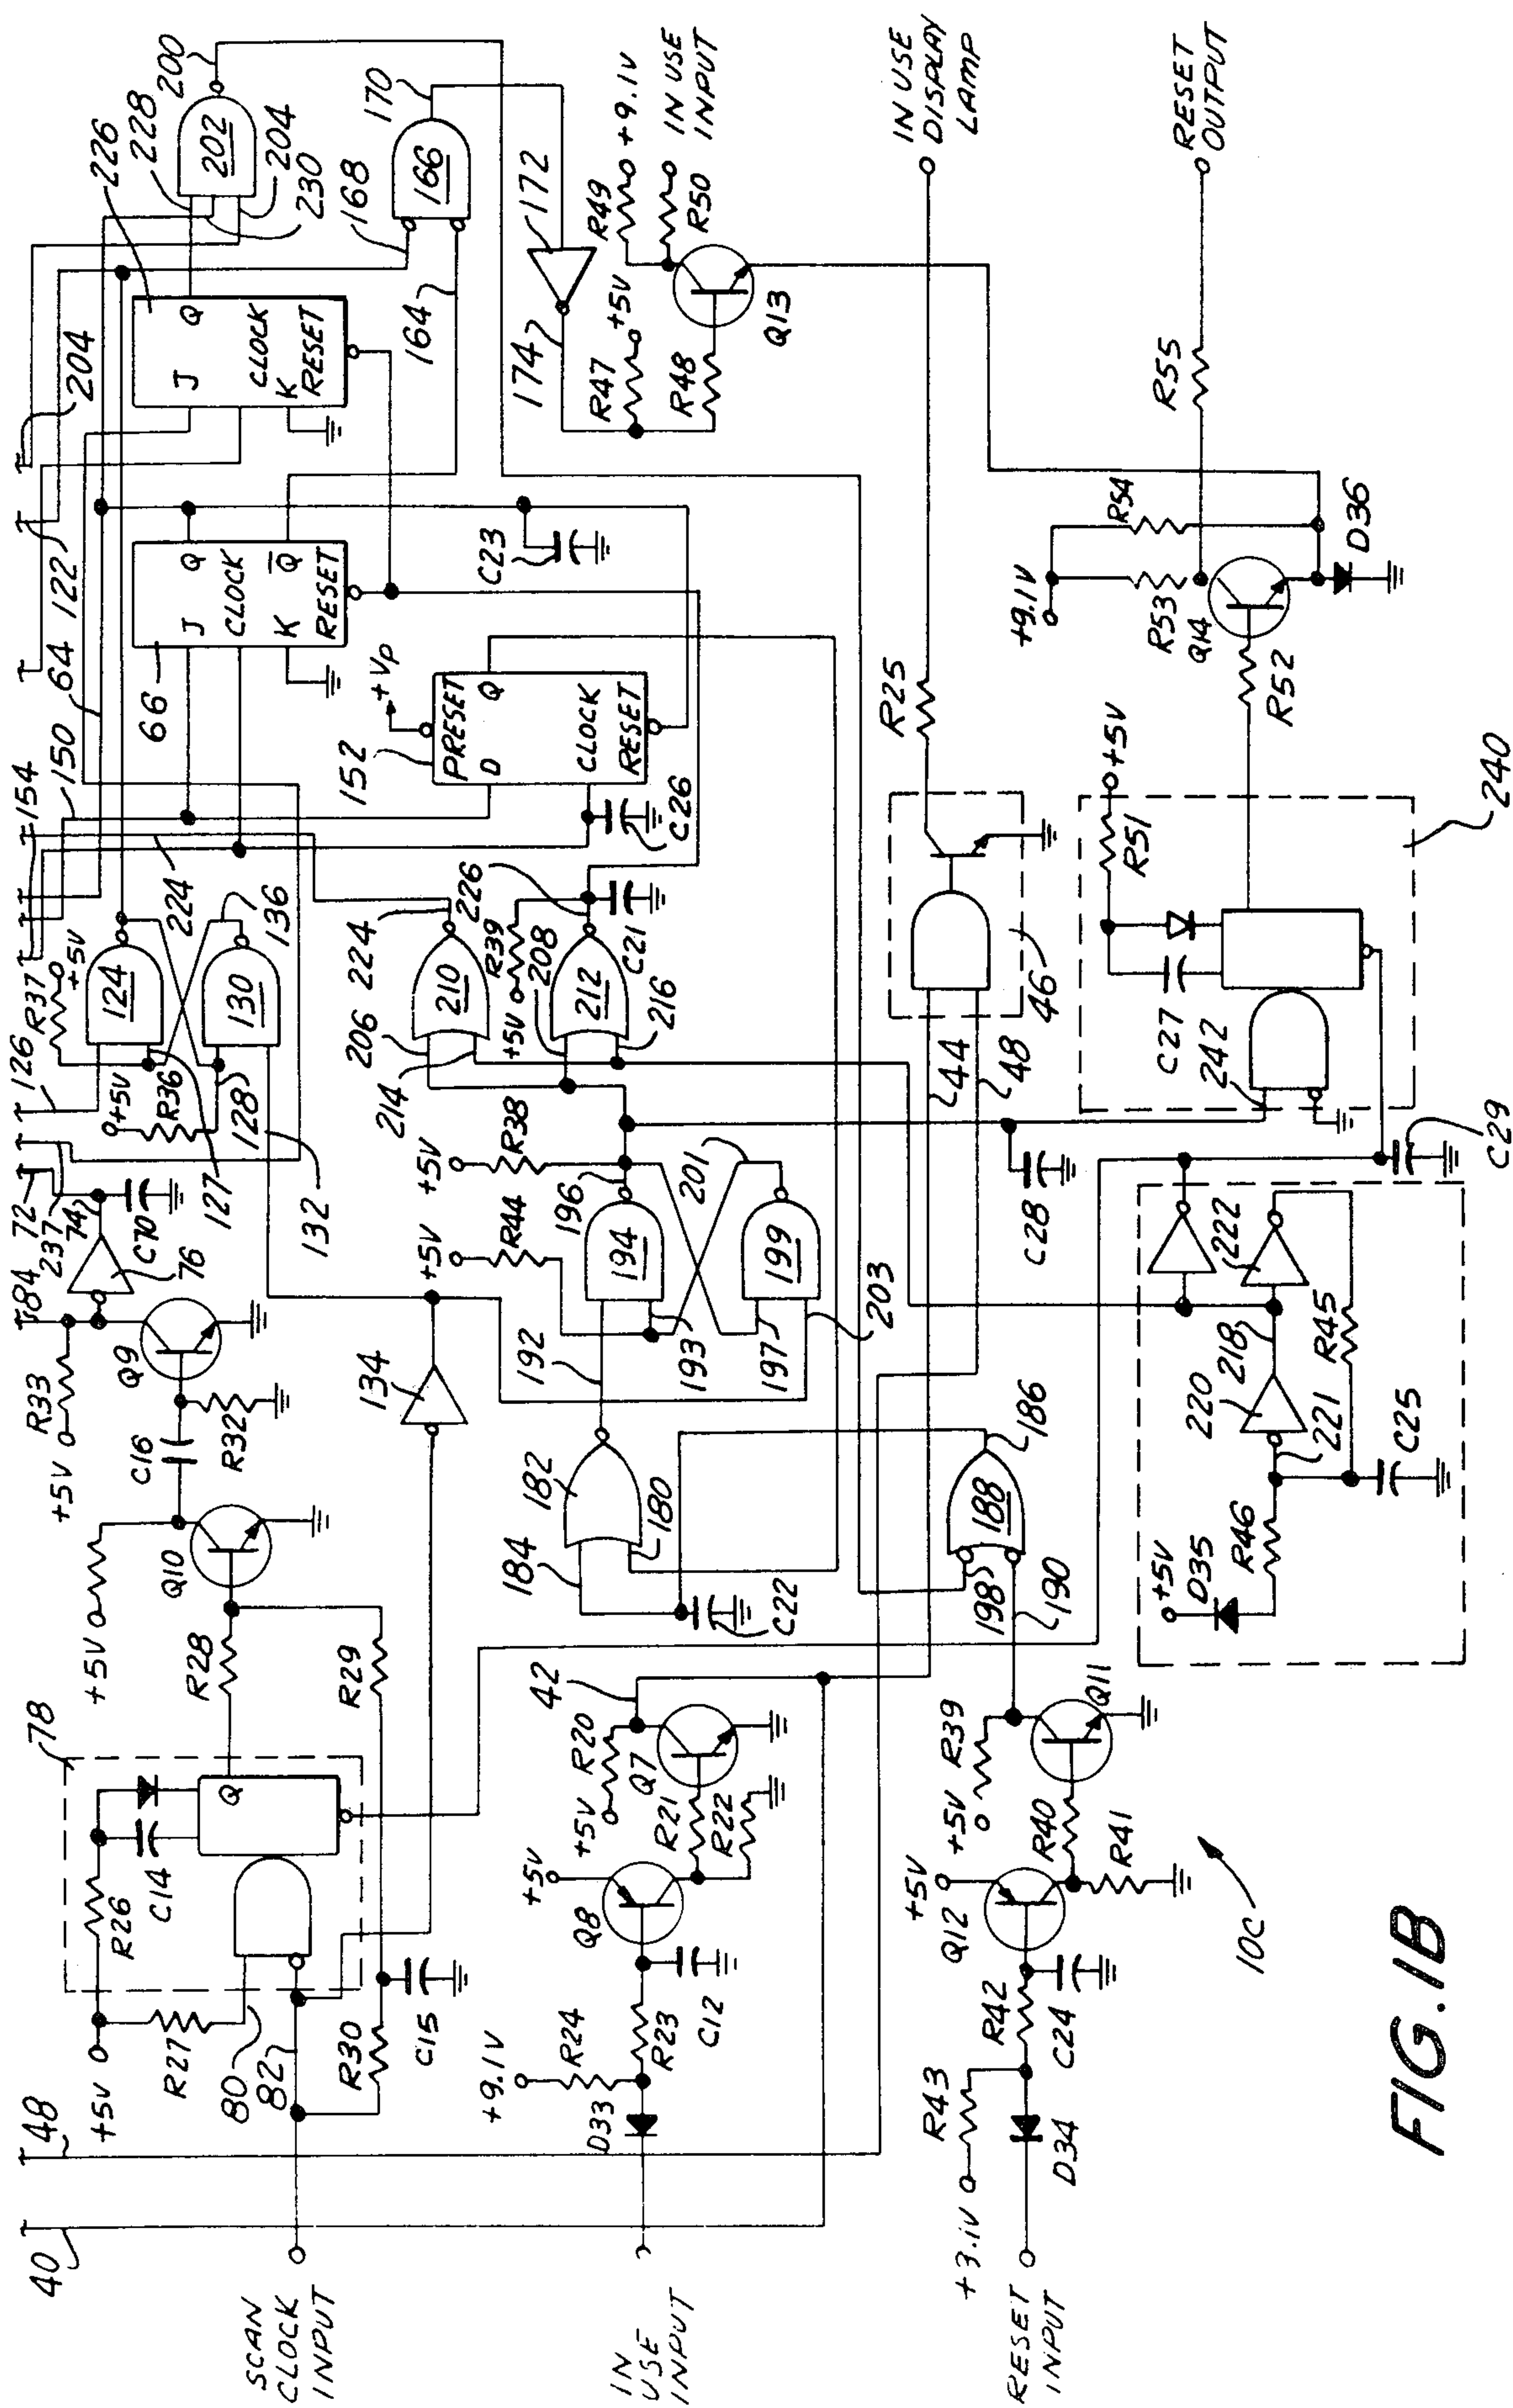 40
48
SCAN
CLOCK
INPUT
+5V
R27
80
82
R26
C14
78
Q
R28
R30
R29
C15
+5V
Q10
C16
R32
+5V
R33
Q9
84
237
72
74
C70
76
126
R37
+5V
+5V
R36
127
128
132
124
130
136
224
154
150
64
122
204
66
J
CLOCK
K
Q
Q
RESET
J
CLOCK
K
Q
RESET
226
228
202
200
204
230
168
166
170
164
172
174
R47
+5V
R48
R49
+9.1V
R50
IN USE
INPUT
Q13
134
IN
USE
INPUT
+9.1V
R24
D33
R23
C12
+5V
Q8
+5V
R20
R21
R22
Q7
42
184
182
180
C22
192
+5V
R44
+5V
R38
194
196
193
197
199
201
203
206
214
210
224
+5V
R39
208
212
226
216
C21
152
PRESET
D
Q
CLOCK
RESET
+Vp
C26
C23
198
188
186
190
C28
44
48
46
R25
IN USE
DISPLAY
LAMP
RESET
INPUT
+3.1V
R43
D34
R42
C24
+5V
Q12
+5V
R39
R40
R41
Q11
+5V
D35
R46
220
221
218
222
R45
C25
C29
C27
242
R51
+5V
240
R52
+9.1V
R53
R54
Q14
D36
R55
RESET
OUTPUT
10C
FIG.1B